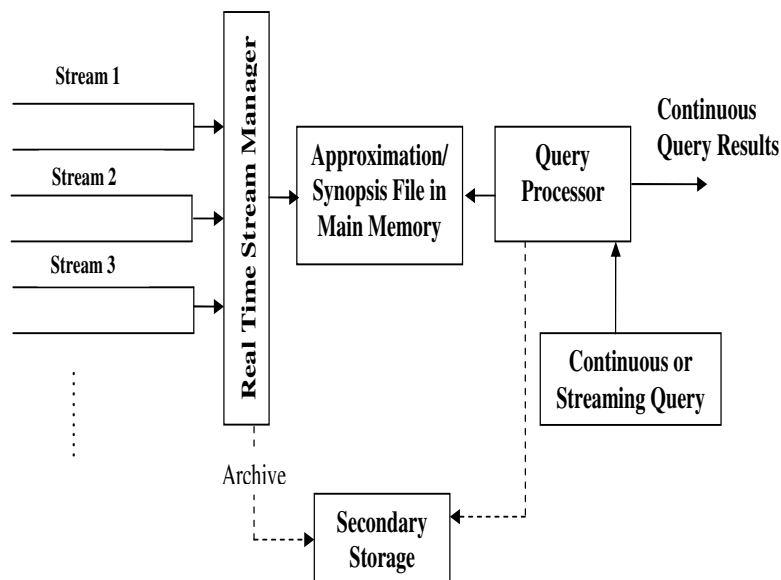 Stream 1
Stream 2
Stream 3
Real Time Stream Manager
Approximation/
Synopsis File in
Main Memory
Query
Processor
Continuous
Query Results
Continuous or
Streaming Query
Archive
Secondary
Storage